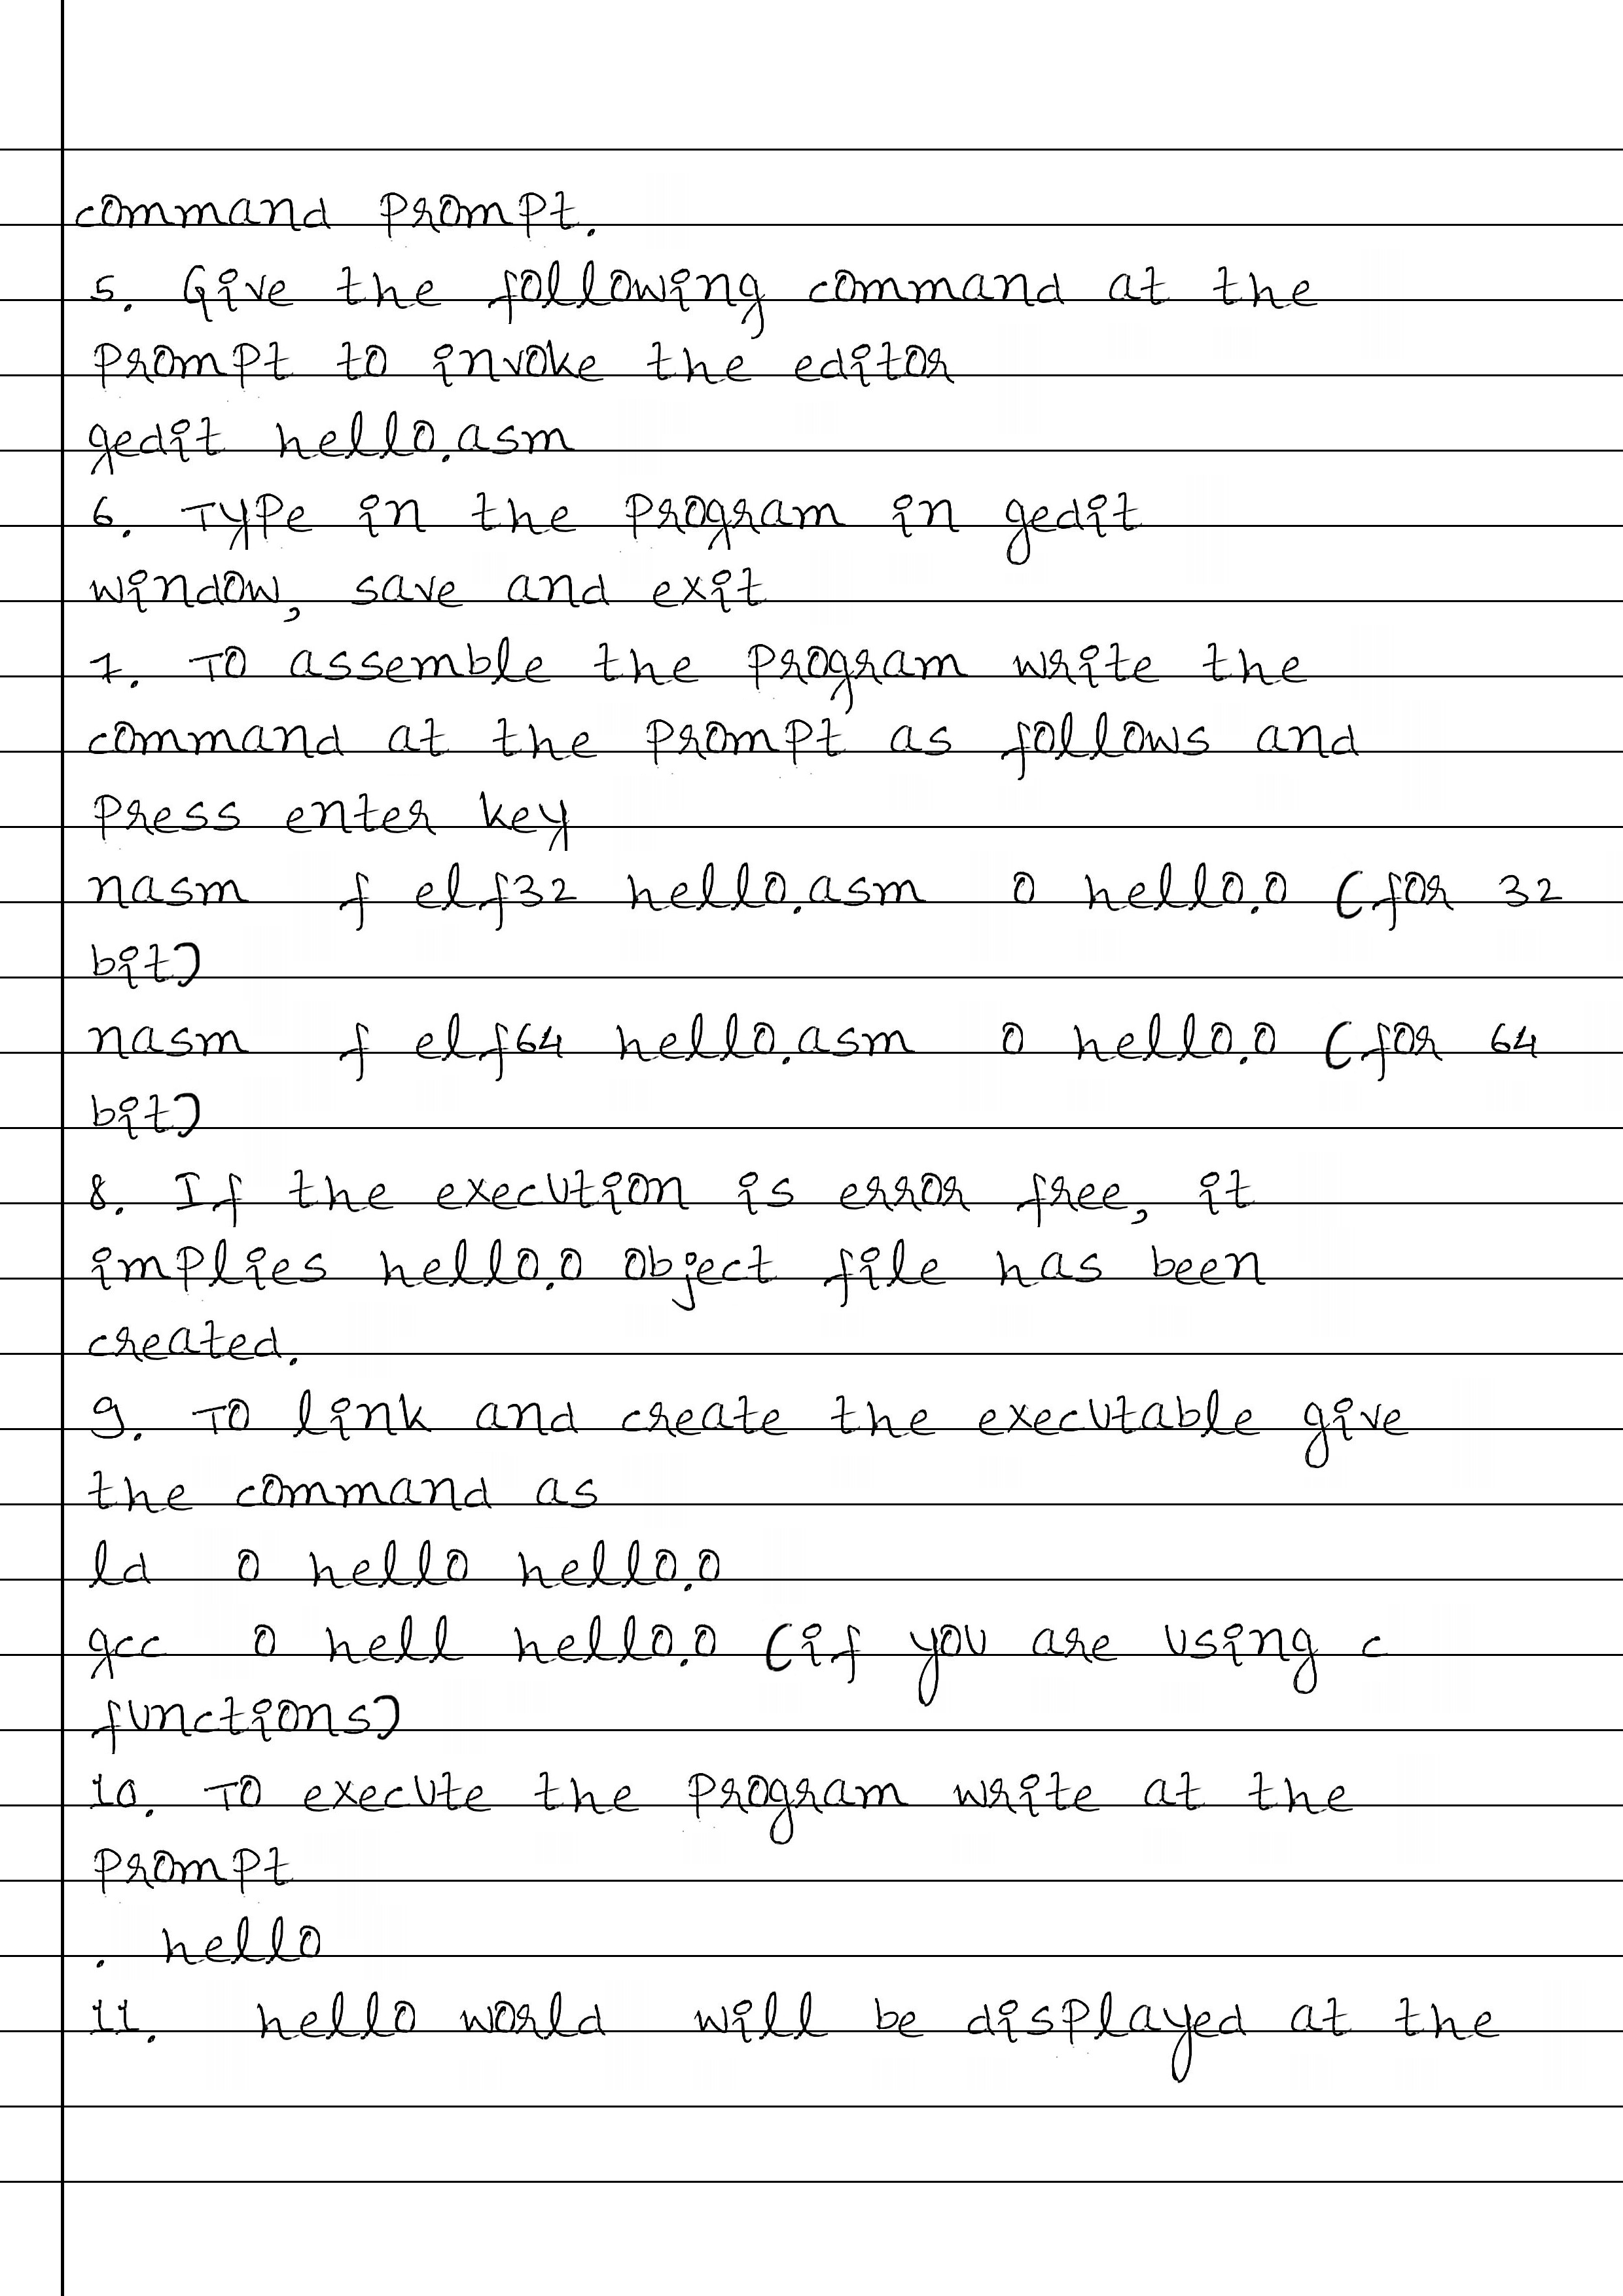 command prompt.
5. Give the following command at the
prompt to invoke the editor
gedit hello.asm
6. Type in the program in gedit
window, save and exit
7. To assemble the program write the
command at the prompt as follows and
press enter key
nasm f elf32 hello.asm o hello.o (for 32
bit)
nasm f elf64 hello.asm o hello.o (for 64
bit)
8. If the execution is error free, it
implies hello.o object file has been
created.
9. To link and create the executable give
the command as
ld o hello hello.o
gcc o hell hello.o (if you are using c
functions)
10. To execute the program write at the
prompt
. hello
11. hello world will be displayed at the